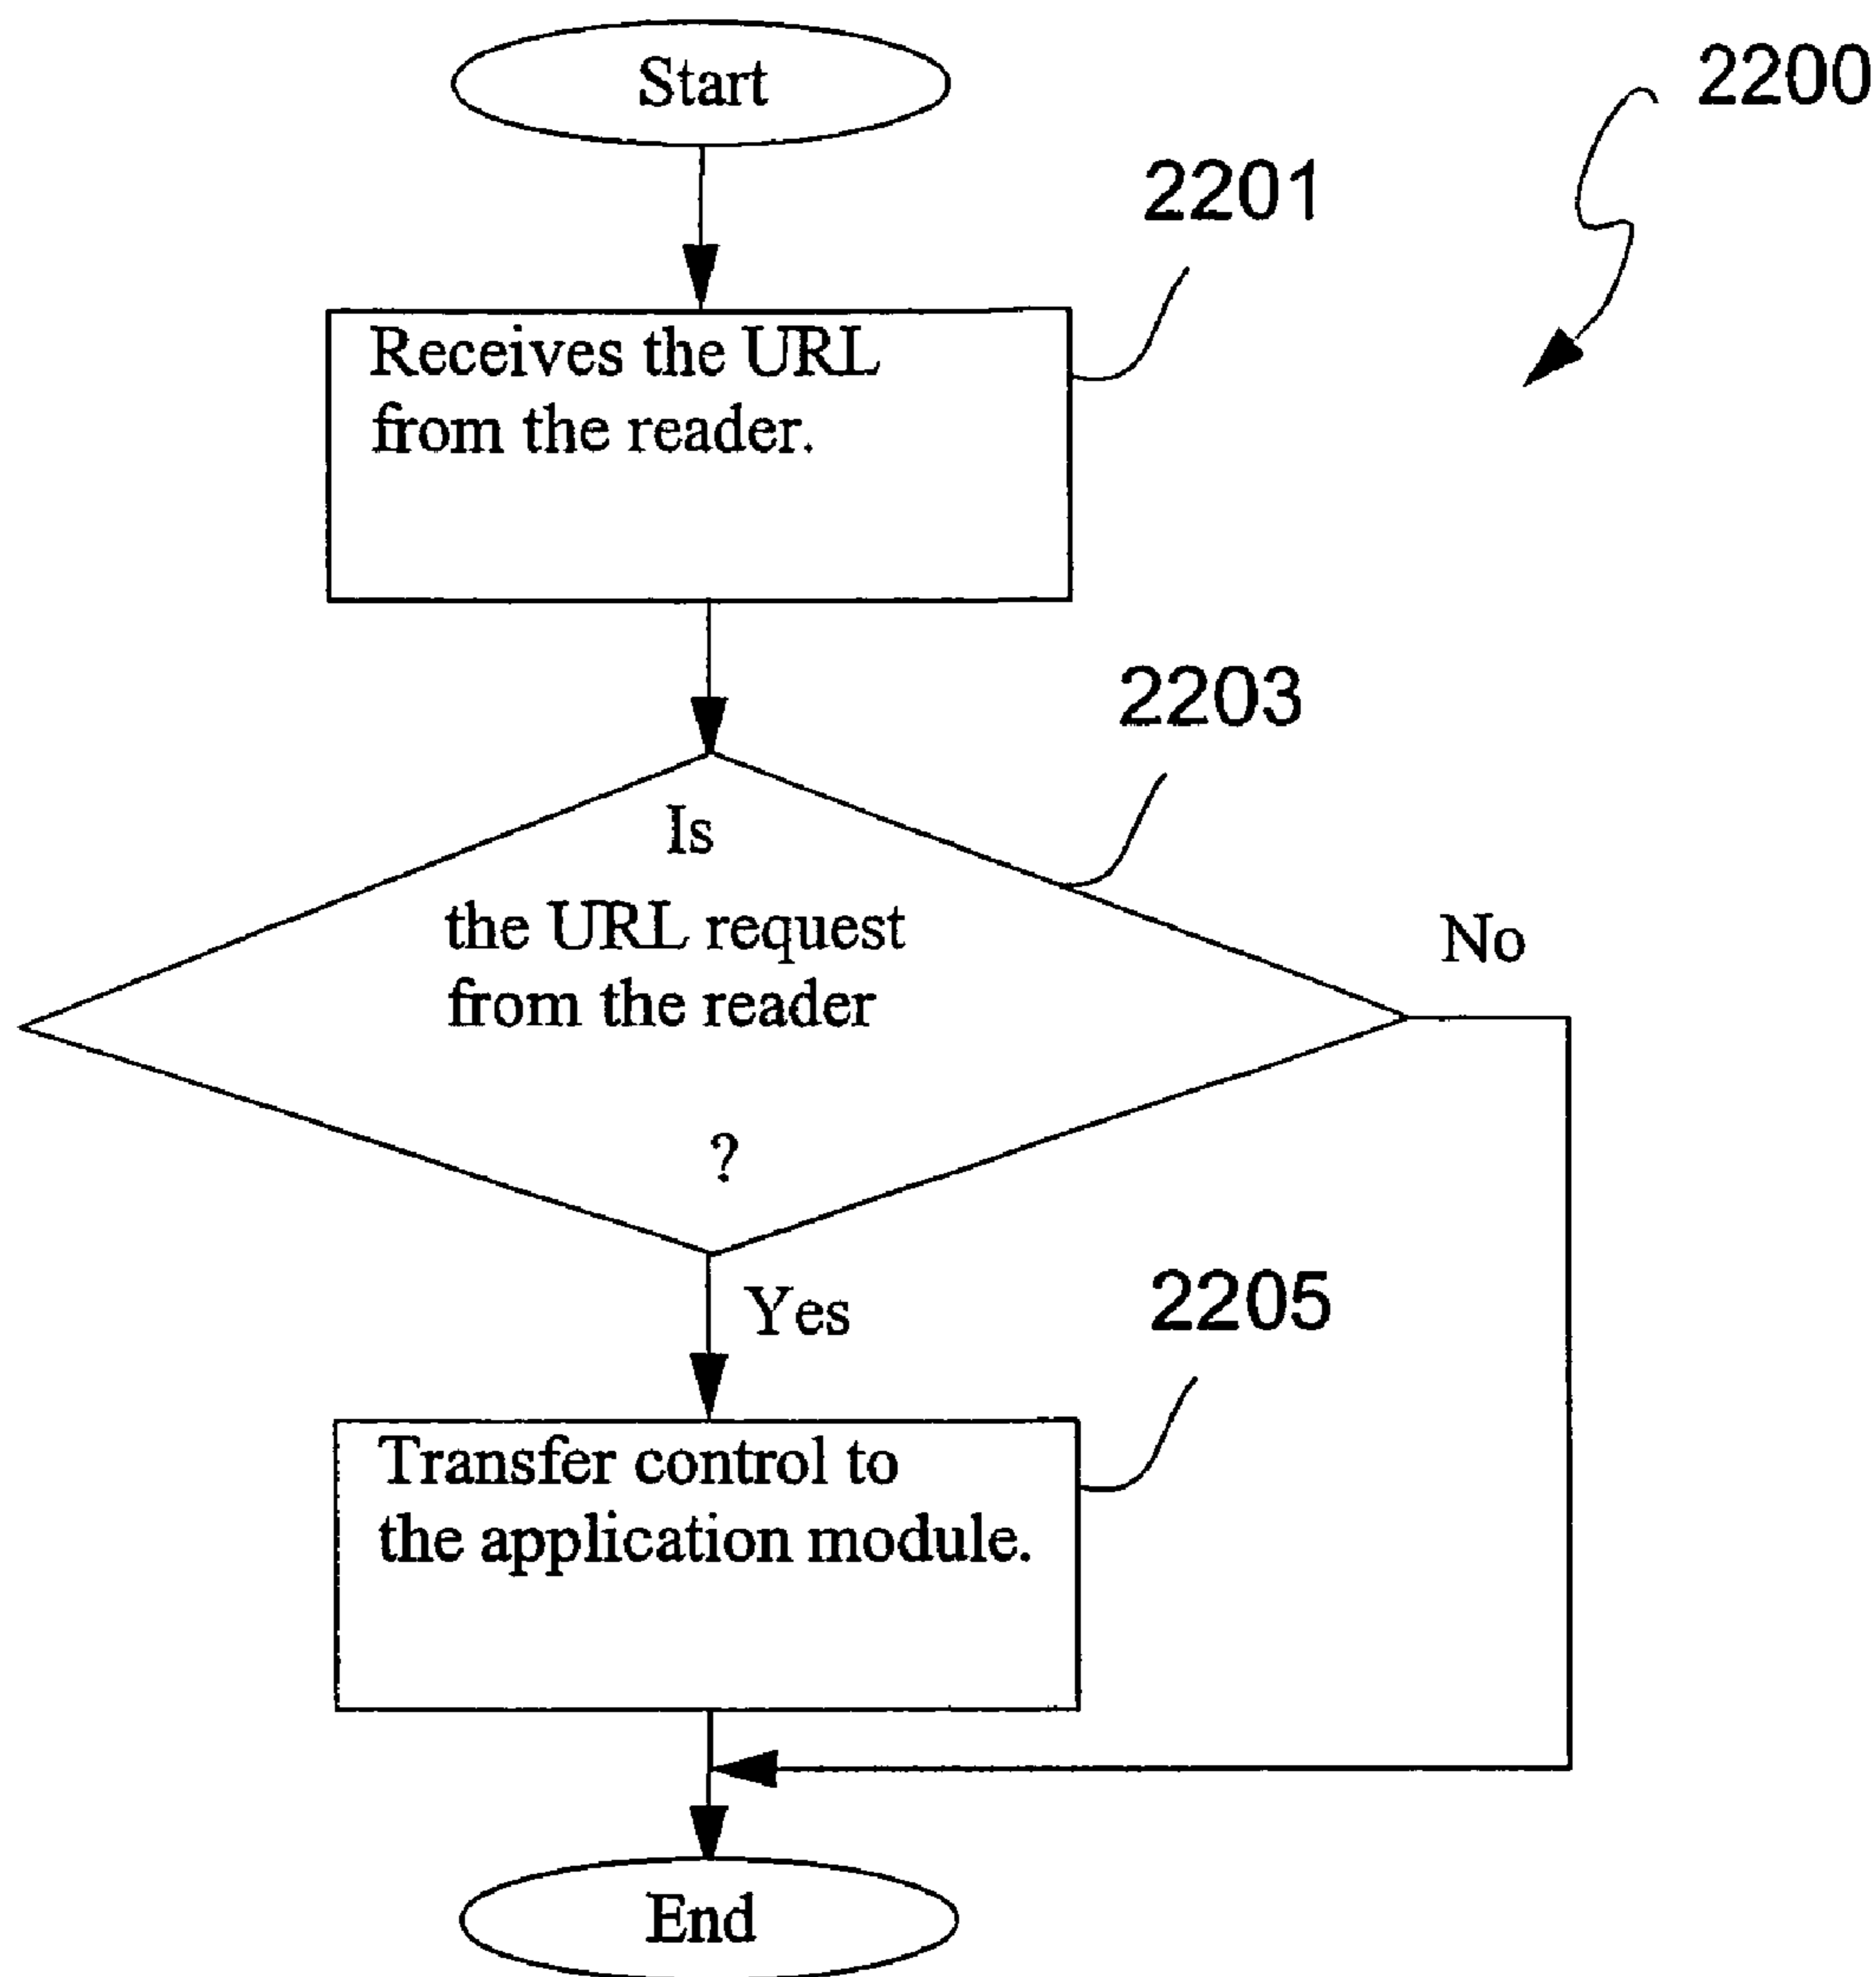 Start
2200
2201
Receives the URL
from the reader.
2203
Is
the URL request
from the reader
?
No
Yes
2205
Transfer control to
the application module.
End